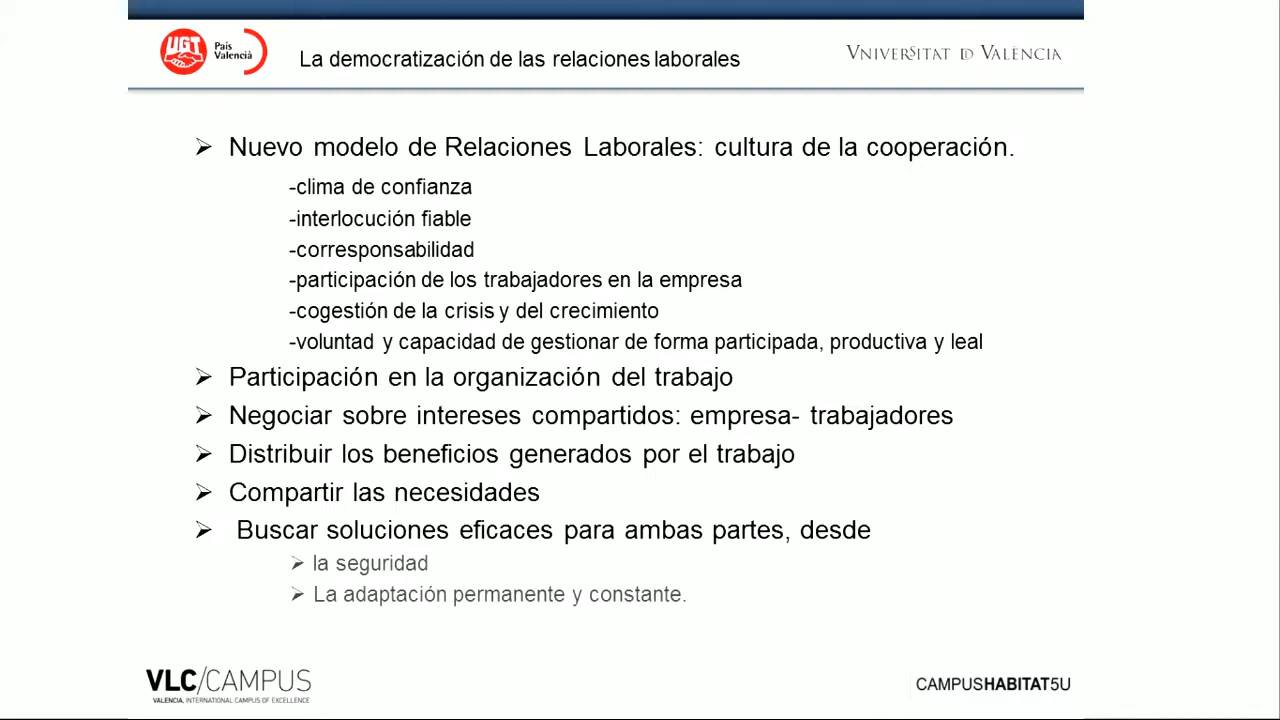 UGT
País
Valencià
La democratización de las relaciones laborales
VNIVERSITAT DE VALÈNCIA
➢ Nuevo modelo de Relaciones Laborales: cultura de la cooperación.
-clima de confianza
-interlocución fiable
-corresponsabilidad
-participación de los trabajadores en la empresa
-cogestión de la crisis y del crecimiento
-voluntad y capacidad de gestionar de forma participada, productiva y leal
➢ Participación en la organización del trabajo
➢ Negociar sobre intereses compartidos: empresa- trabajadores
➢ Distribuir los beneficios generados por el trabajo
➢ Compartir las necesidades
➢ Buscar soluciones eficaces para ambas partes, desde
➢ la seguridad
➢ La adaptación permanente y constante.
VLC/CAMPUS
VALENCIA, INTERNATIONAL CAMPUS OF EXCELLENCE
CAMPUSHABITAT5U